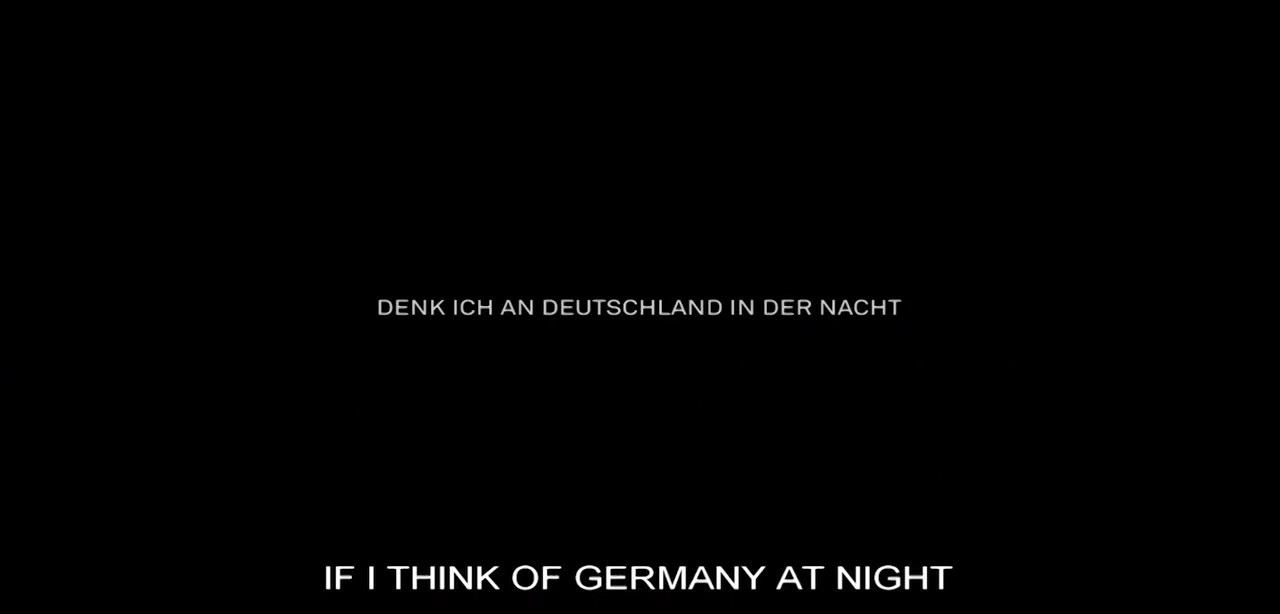 DENK ICH AN DEUTSCHLAND IN DER NACHT
IF I THINK OF GERMANY AT NIGHT